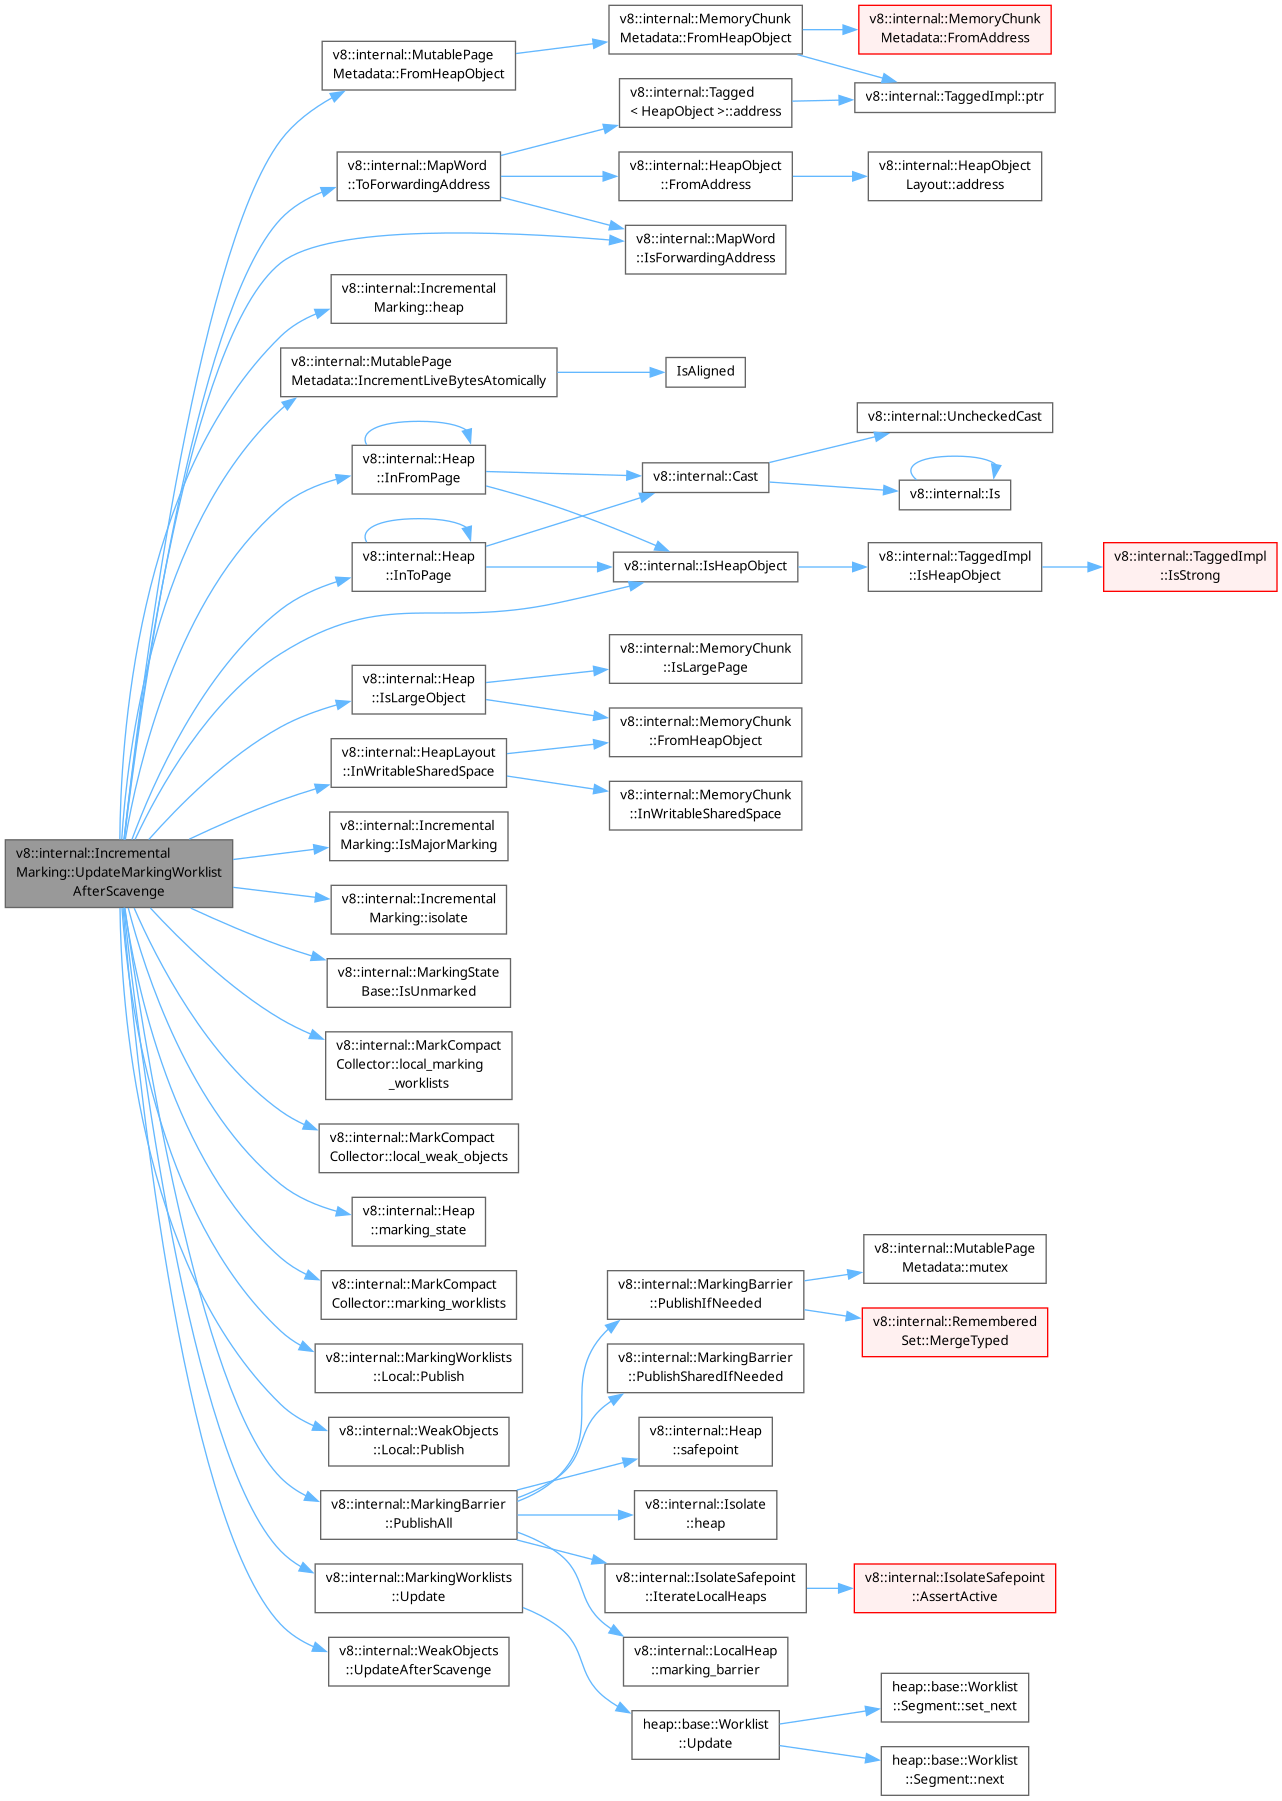 v8::internal::Incremental
Marking::UpdateMarkingWorklist
AfterScavenge
v8::internal::MutablePage
Metadata::FromHeapObject
v8::internal::MemoryChunk
Metadata::FromHeapObject
v8::internal::MemoryChunk
Metadata::FromAddress
v8::internal::TaggedImpl::ptr
v8::internal::Tagged
< HeapObject >::address
v8::internal::MapWord
::ToForwardingAddress
v8::internal::HeapObject
::FromAddress
v8::internal::HeapObject
Layout::address
v8::internal::MapWord
::IsForwardingAddress
v8::internal::Incremental
Marking::heap
v8::internal::MutablePage
Metadata::IncrementLiveBytesAtomically
IsAligned
v8::internal::Heap
::InFromPage
v8::internal::Cast
v8::internal::UncheckedCast
v8::internal::Is
v8::internal::Heap
::InToPage
v8::internal::IsHeapObject
v8::internal::TaggedImpl
::IsHeapObject
v8::internal::TaggedImpl
::IsStrong
v8::internal::Heap
::IsLargeObject
v8::internal::MemoryChunk
::IsLargePage
v8::internal::MemoryChunk
::FromHeapObject
v8::internal::HeapLayout
::InWritableSharedSpace
v8::internal::MemoryChunk
::InWritableSharedSpace
v8::internal::Incremental
Marking::IsMajorMarking
v8::internal::Incremental
Marking::isolate
v8::internal::MarkingState
Base::IsUnmarked
v8::internal::MarkCompact
Collector::local_marking
_worklists
v8::internal::MarkCompact
Collector::local_weak_objects
v8::internal::Heap
::marking_state
v8::internal::MarkCompact
Collector::marking_worklists
v8::internal::MarkingWorklists
::Local::Publish
v8::internal::WeakObjects
::Local::Publish
v8::internal::MarkingBarrier
::PublishAll
v8::internal::MarkingBarrier
::PublishIfNeeded
v8::internal::MutablePage
Metadata::mutex
v8::internal::Remembered
Set::MergeTyped
v8::internal::MarkingBarrier
::PublishSharedIfNeeded
v8::internal::Heap
::safepoint
v8::internal::Isolate
::heap
v8::internal::IsolateSafepoint
::IterateLocalHeaps
v8::internal::IsolateSafepoint
::AssertActive
v8::internal::LocalHeap
::marking_barrier
v8::internal::MarkingWorklists
::Update
v8::internal::WeakObjects
::UpdateAfterScavenge
heap::base::Worklist
::Update
heap::base::Worklist
::Segment::set_next
heap::base::Worklist
::Segment::next